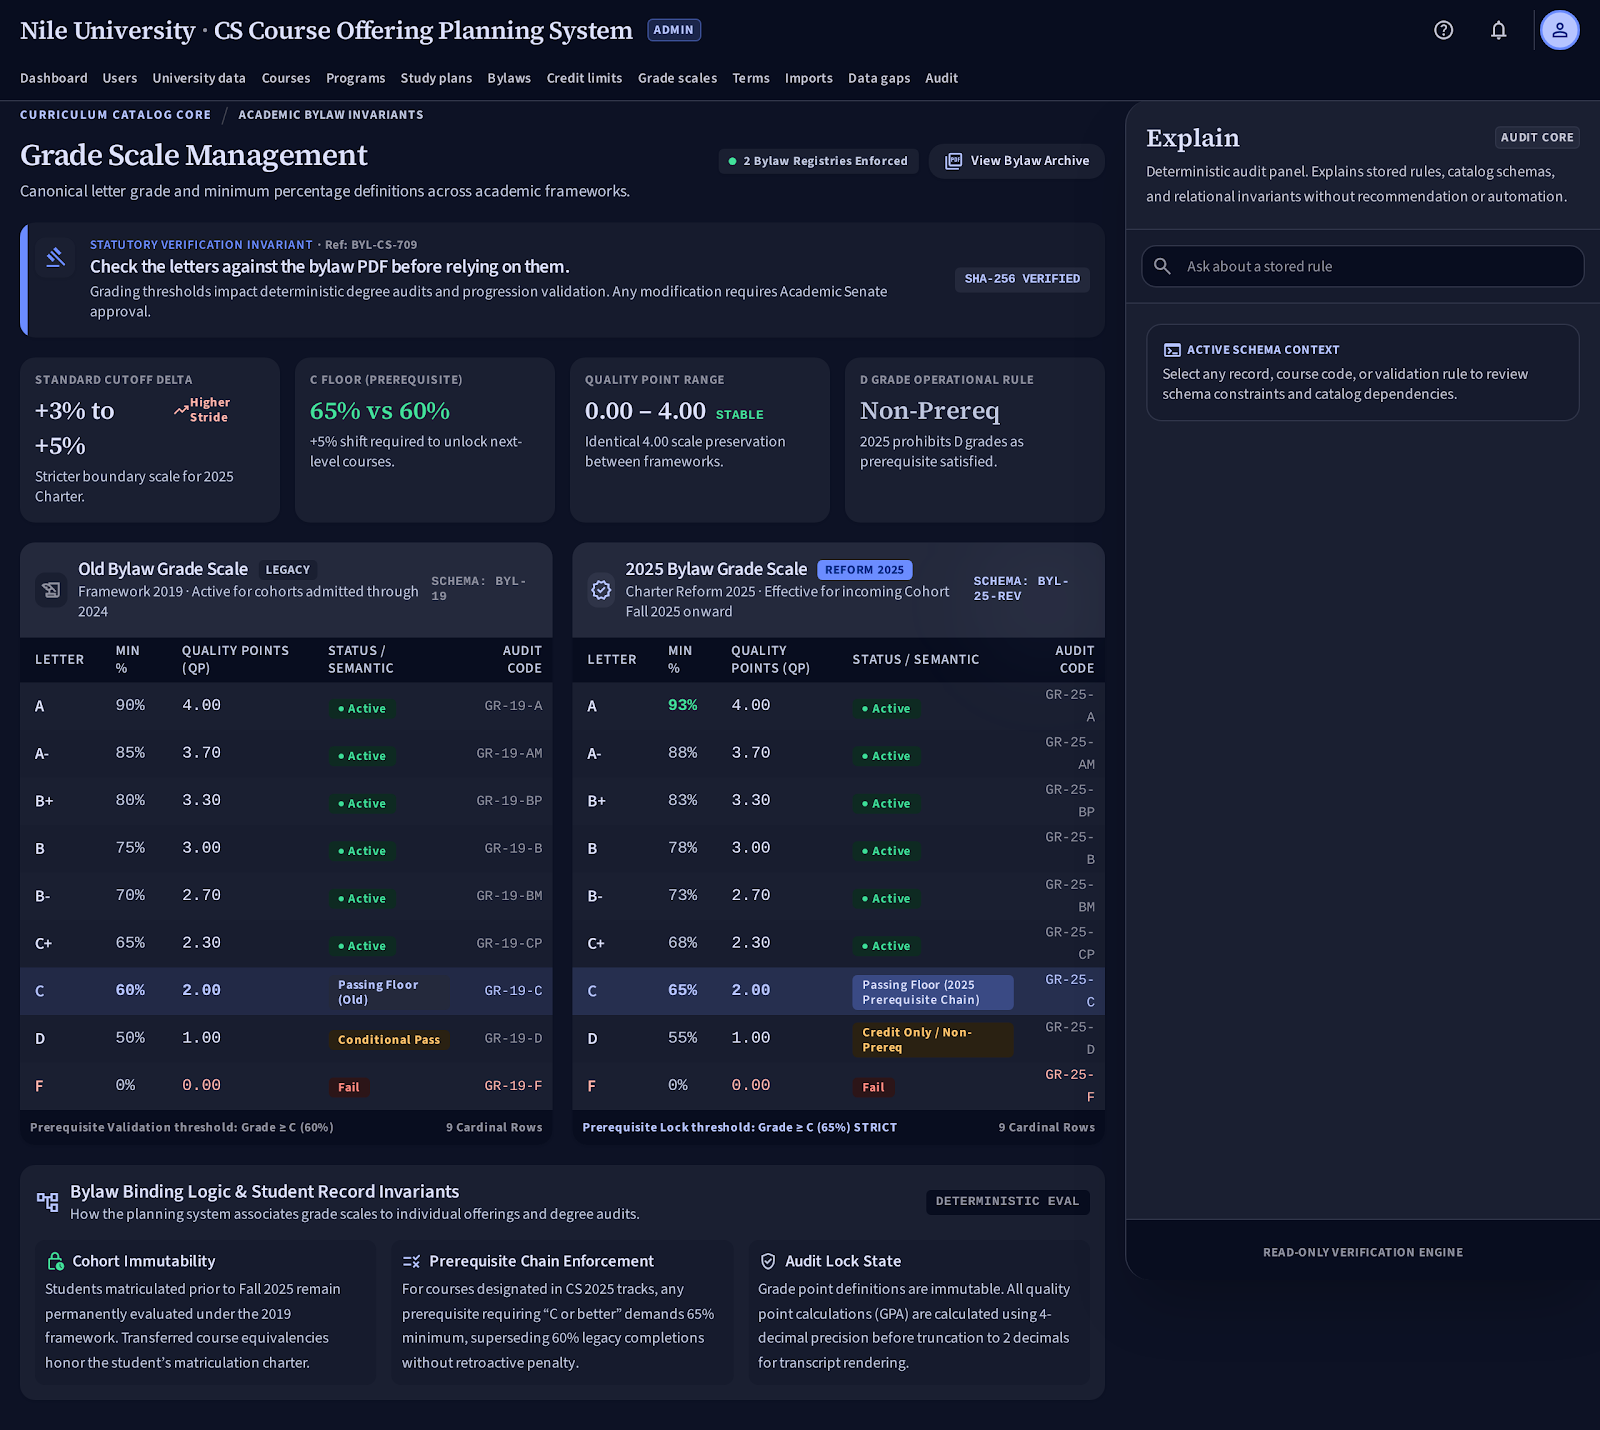 Nile University · CS Course Offering Planning System
ADMIN
Dashboard Users University data Courses Programs Study plans Bylaws Credit limits Grade scales Terms Imports Data gaps Audit
CURRICULUM CATALOG CORE / ACADEMIC BYLAW INVARIANTS
Grade Scale Management
Canonical letter grade and minimum percentage definitions across academic frameworks.
2 Bylaw Registries Enforced
PDF View Bylaw Archive
STATUTORY VERIFICATION INVARIANT · Ref: BYL-CS-709
Check the letters against the bylaw PDF before relying on them.
Grading thresholds impact deterministic degree audits and progression validation. Any modification requires Academic Senate
approval.
SHA-256 VERIFIED
STANDARD CUTOFF DELTA
+3% to
+5%
Higher
Stride
Stricter boundary scale for 2025
Charter.
C FLOOR (PREREQUISITE)
65% vs 60%
+5% shift required to unlock next-
level courses.
QUALITY POINT RANGE
0.00 – 4.00 STABLE
Identical 4.00 scale preservation
between frameworks.
D GRADE OPERATIONAL RULE
Non-Prereq
2025 prohibits D grades as
prerequisite satisfied.
Old Bylaw Grade Scale LEGACY
Framework 2019 · Active for cohorts admitted through
2024
SCHEMA: BYL-
19
LETTER MIN % QUALITY POINTS (QP) STATUS / SEMANTIC AUDIT CODE
A 90% 4.00 Active GR-19-A
A- 85% 3.70 Active GR-19-AM
B+ 80% 3.30 Active GR-19-BP
B 75% 3.00 Active GR-19-B
B- 70% 2.70 Active GR-19-BM
C+ 65% 2.30 Active GR-19-CP
C 60% 2.00 Passing Floor (Old) GR-19-C
D 50% 1.00 Conditional Pass GR-19-D
F 0% 0.00 Fail GR-19-F
Prerequisite Validation threshold: Grade ≥ C (60%) 9 Cardinal Rows
2025 Bylaw Grade Scale REFORM 2025
Charter Reform 2025 · Effective for incoming Cohort
Fall 2025 onward
SCHEMA: BYL-
25-REV
LETTER MIN % QUALITY POINTS (QP) STATUS / SEMANTIC AUDIT CODE
A 93% 4.00 Active GR-25-A
A- 88% 3.70 Active GR-25-AM
B+ 83% 3.30 Active GR-25-BP
B 78% 3.00 Active GR-25-B
B- 73% 2.70 Active GR-25-BM
C+ 68% 2.30 Active GR-25-CP
C 65% 2.00 Passing Floor (2025 Prerequisite Chain) GR-25-C
D 55% 1.00 Credit Only / Non-Prereq GR-25-D
F 0% 0.00 Fail GR-25-F
Prerequisite Lock threshold: Grade ≥ C (65%) STRICT 9 Cardinal Rows
Bylaw Binding Logic & Student Record Invariants
How the planning system associates grade scales to individual offerings and degree audits.
DETERMINISTIC EVAL
Cohort Immutability
Students matriculated prior to Fall 2025 remain
permanently evaluated under the 2019
framework. Transferred course equivalencies
honor the student’s matriculation charter.
Prerequisite Chain Enforcement
For courses designated in CS 2025 tracks, any
prerequisite requiring “C or better” demands 65%
minimum, superseding 60% legacy completions
without retroactive penalty.
Audit Lock State
Grade point definitions are immutable. All quality
point calculations (GPA) are calculated using 4-
decimal precision before truncation to 2 decimals
for transcript rendering.
Explain
AUDIT CORE
Deterministic audit panel. Explains stored rules, catalog schemas,
and relational invariants without recommendation or automation.
Ask about a stored rule
ACTIVE SCHEMA CONTEXT
Select any record, course code, or validation rule to review
schema constraints and catalog dependencies.
READ-ONLY VERIFICATION ENGINE